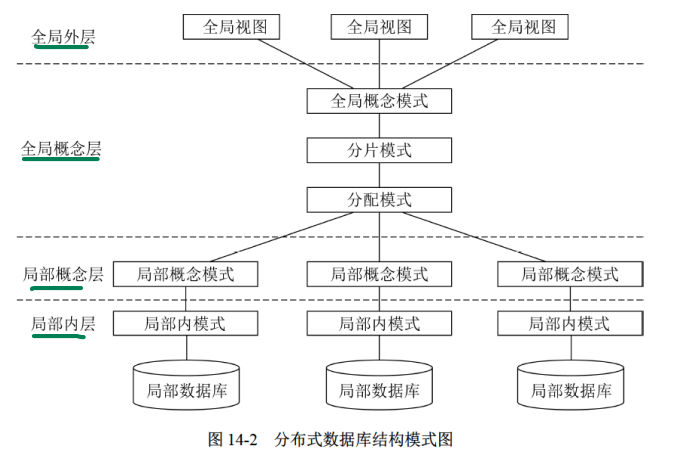 全局外层 全局视图 全局视图 全局视图
全局概念模式
全局概念层 分片模式
分配模式
局部概念层 局部概念模式 局部概念模式 局部概念模式
局部内层 局部内模式 局部内模式 局部内模式
局部数据库 局部数据库 局部数据库
图 14-2 分布式数据库结构模式图